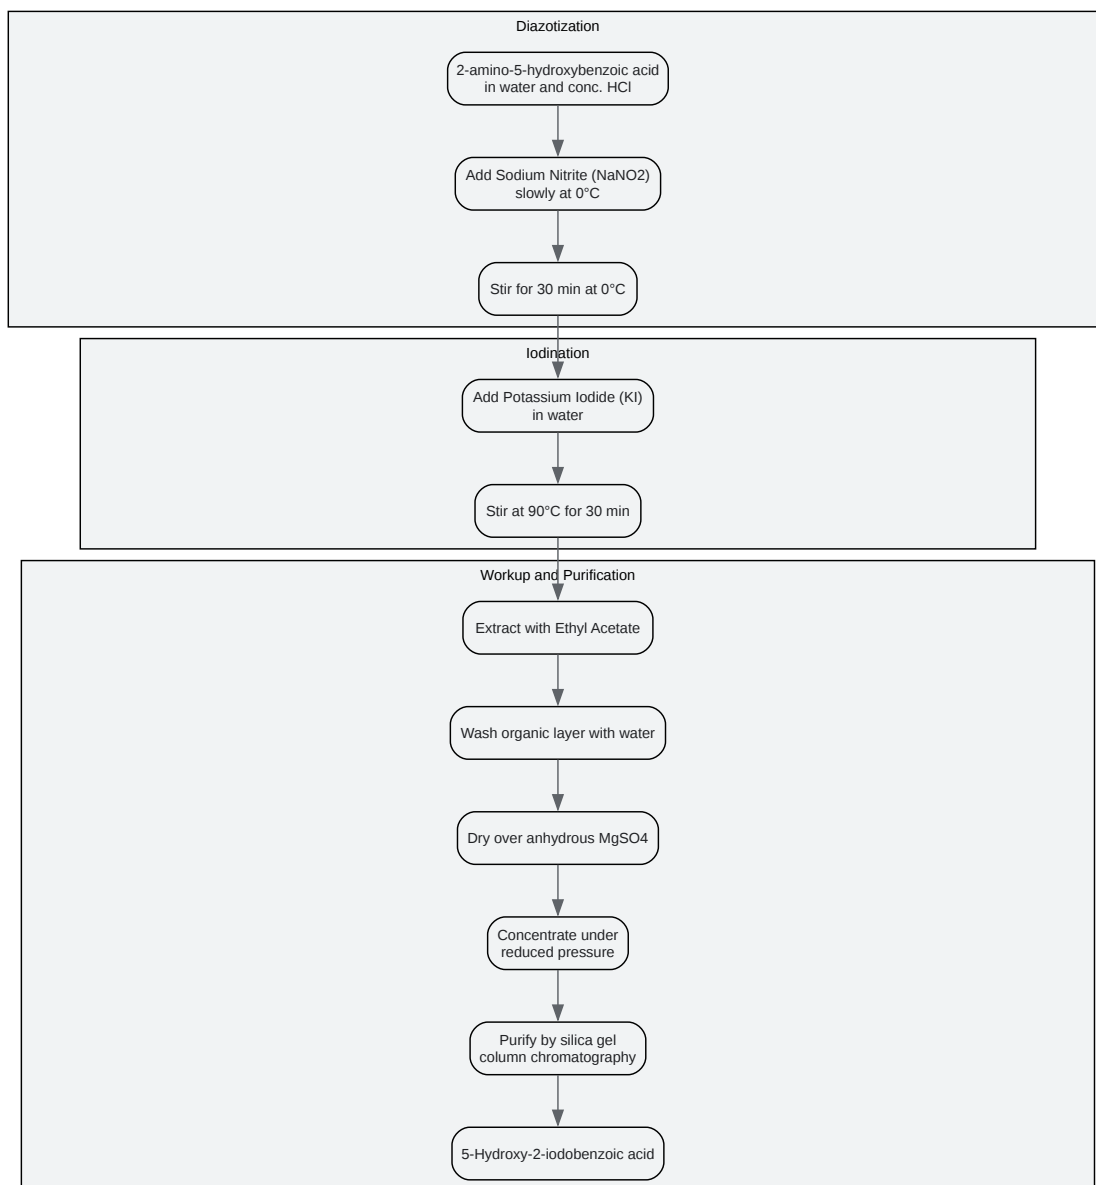 Diazotization
2-amino-5-hydroxybenzoic acid
in water and conc. HCl
Add Sodium Nitrite (NaNO2)
slowly at 0°C
Stir for 30 min at 0°C
Iodination
Add Potassium Iodide (KI)
in water
Stir at 90°C for 30 min
Workup and Purification
Extract with Ethyl Acetate
Wash organic layer with water
Dry over anhydrous MgSO4
Concentrate under
reduced pressure
Purify by silica gel
column chromatography
5-Hydroxy-2-iodobenzoic acid